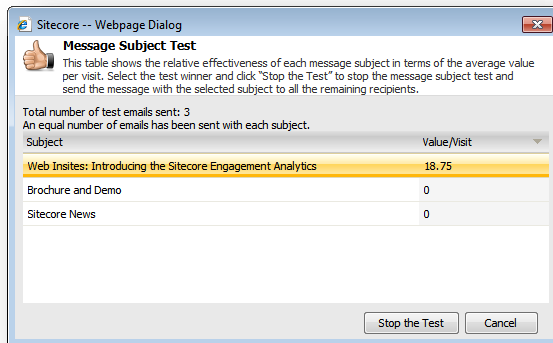 Sitecore -- Webpage Dialog
Message Subject Test
This table shows the relative effectiveness of each message subject in terms of the average value
per visit. Select the test winner and click "Stop the Test" to stop the message subject test and
send the message with the selected subject to all the remaining recipients.
Total number of test emails sent: 3
An equal number of emails has been sent with each subject.
Subject Value/Visit
Web Insites: Introducing the Sitecore Engagement Analytics 18.75
Brochure and Demo 0
Sitecore News 0
Stop the Test Cancel